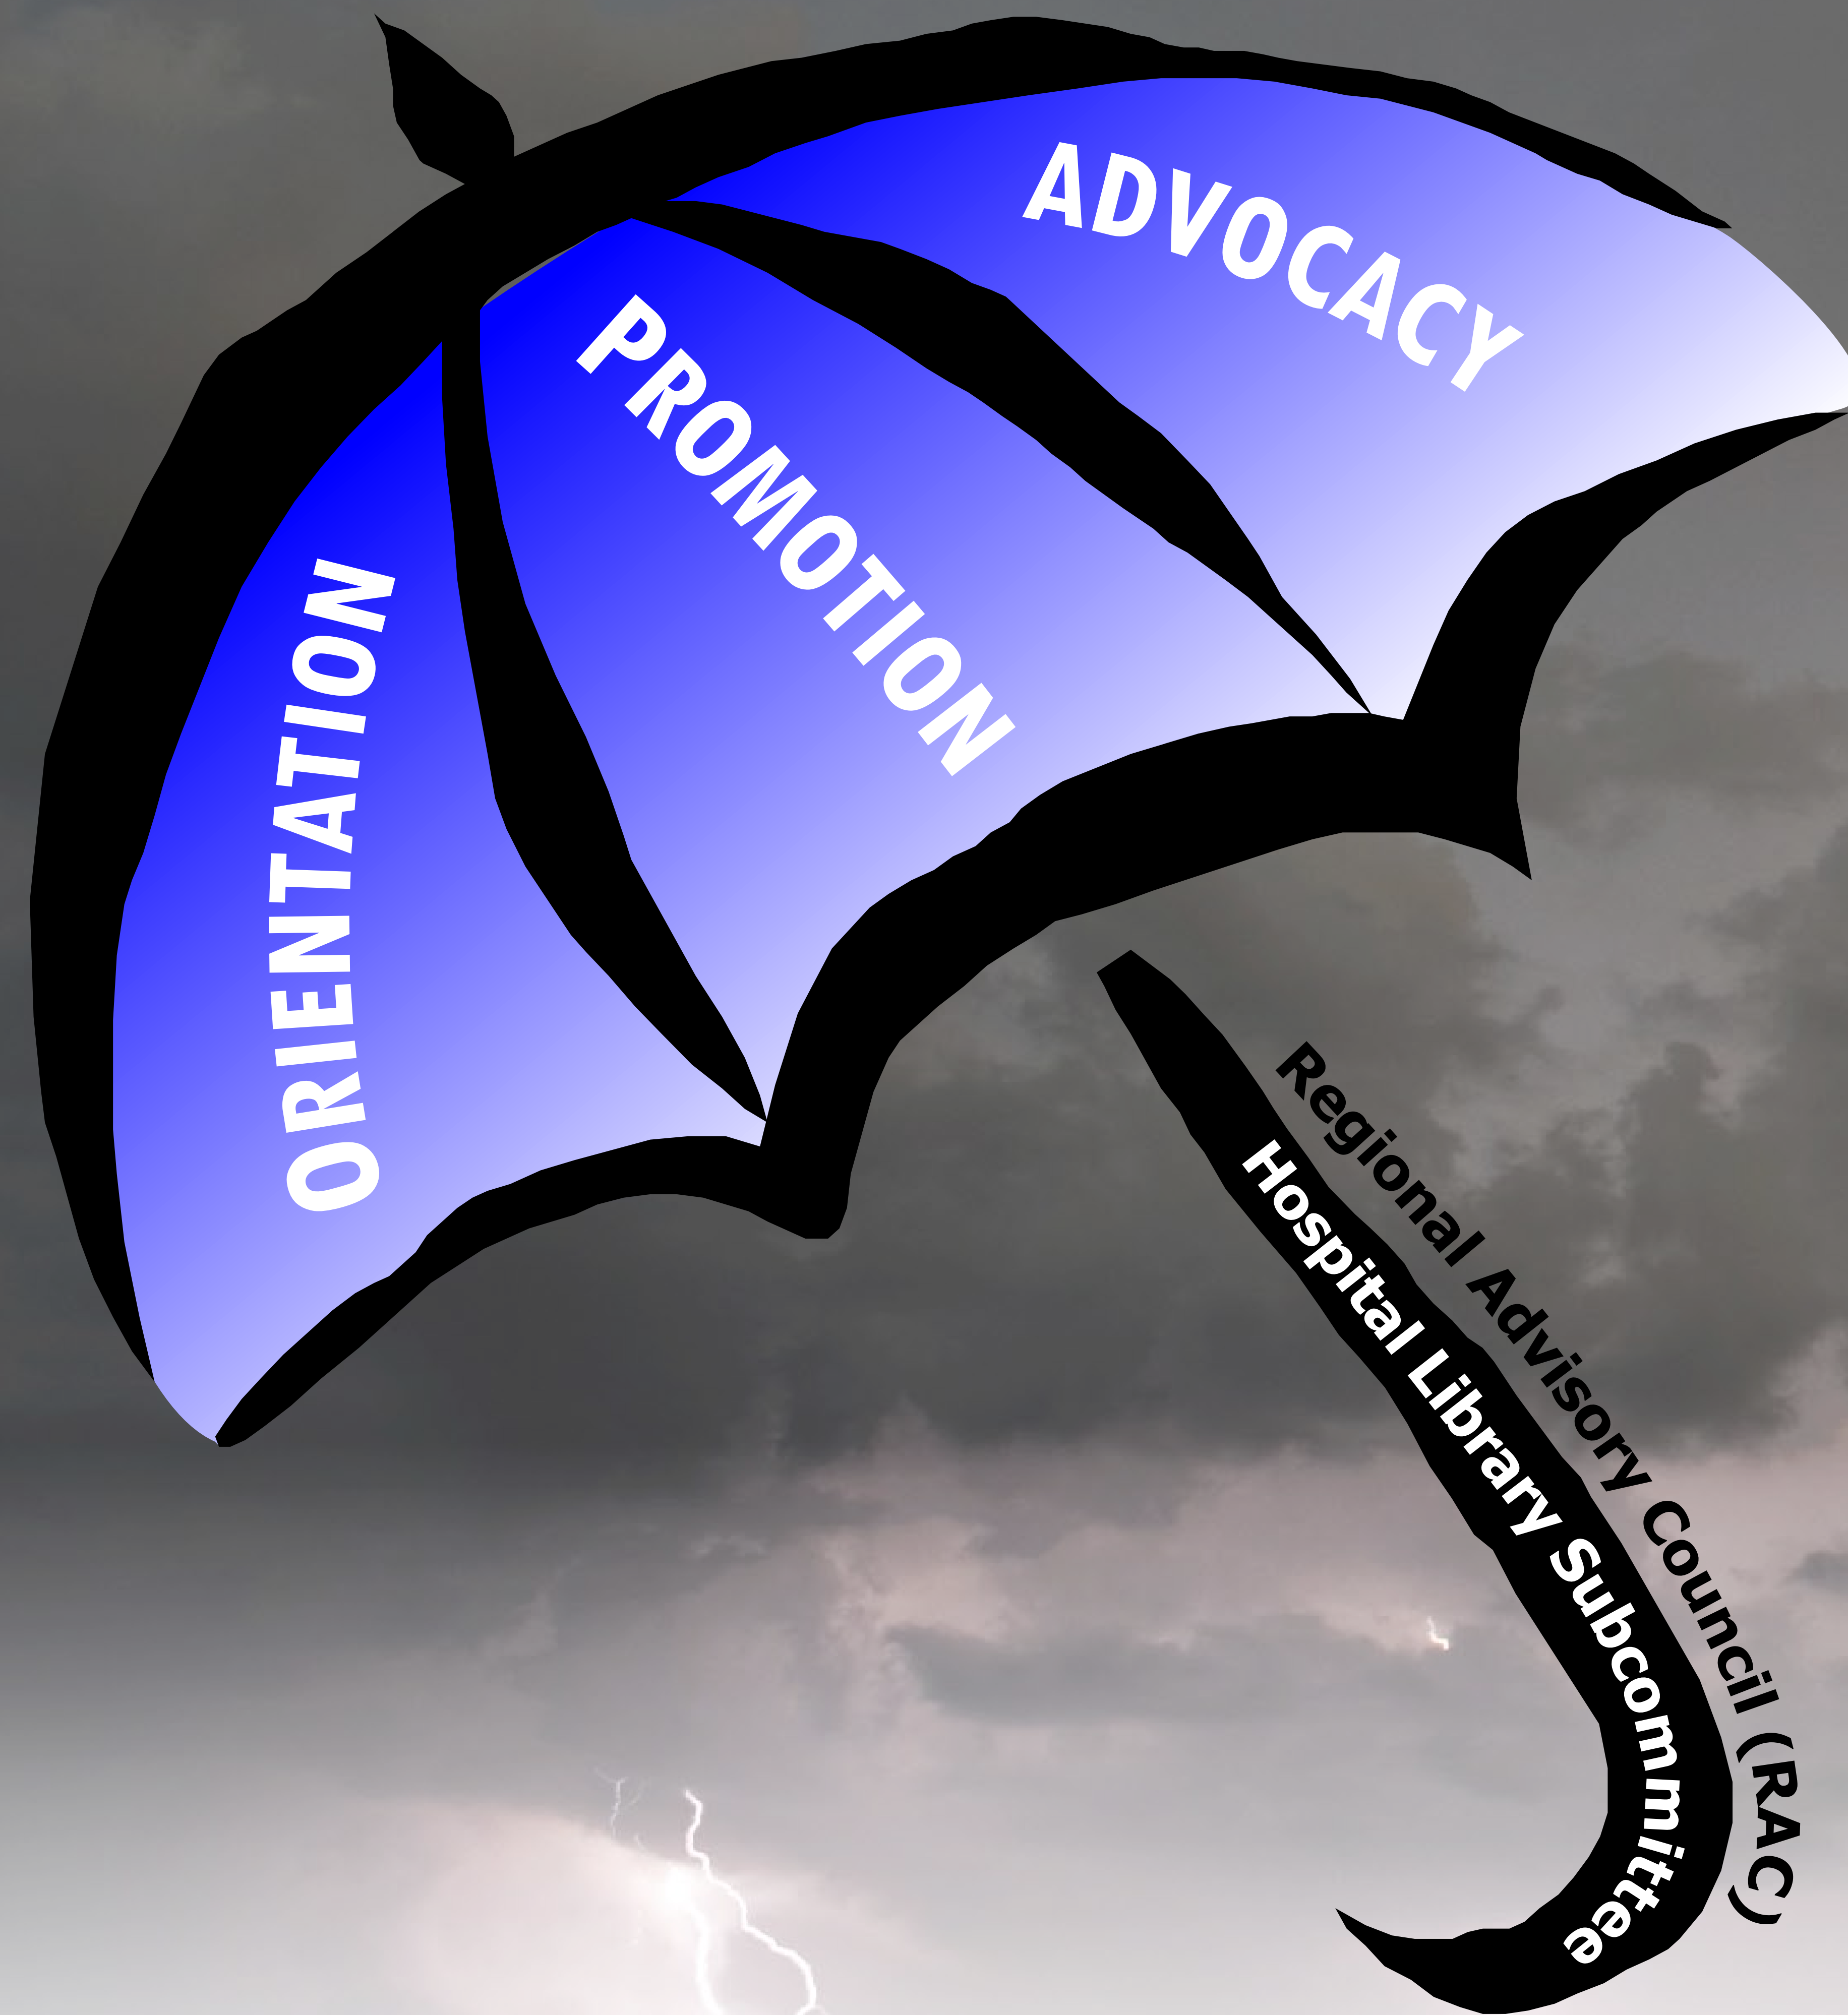 ORIENTATION
PROMOTION
ADVOCACY
Regional Advisory Council (RAC)
Hospital Library Subcommittee